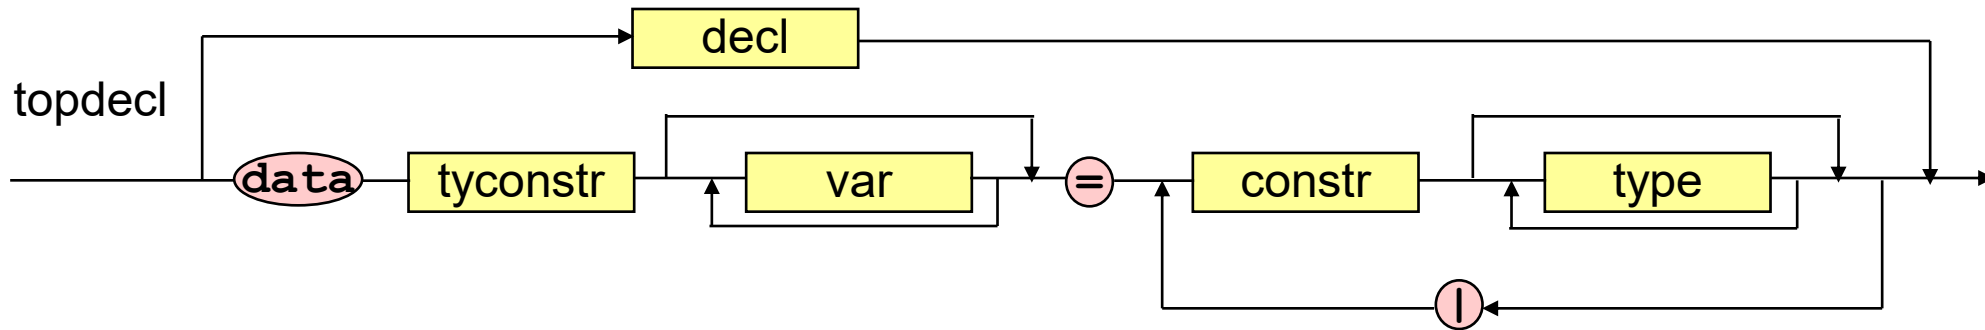 decl
topdecl
data tyconstr var = constr type
|